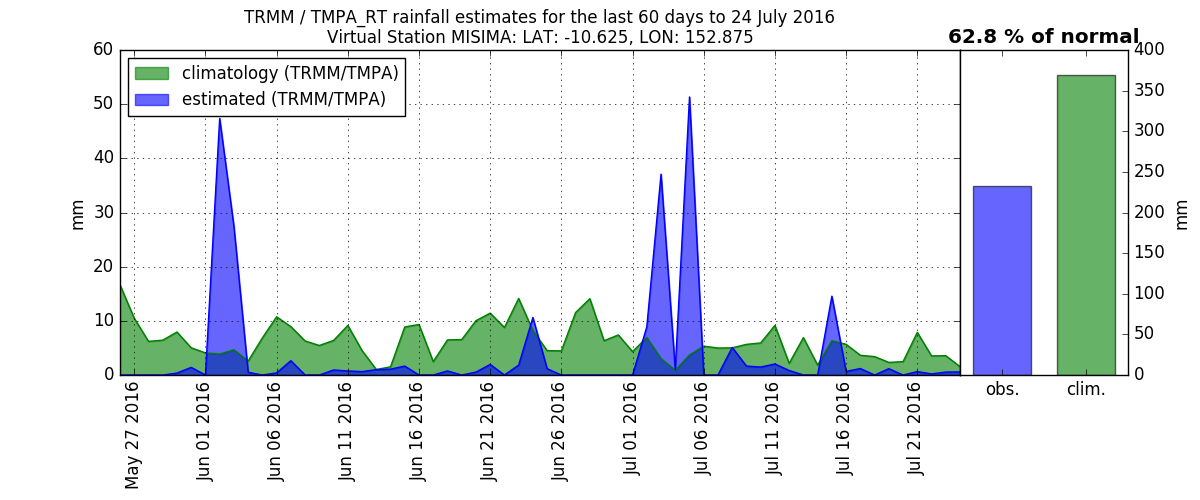 TRMM / TMPA_RT rainfall estimates for the last 60 days to 24 July 2016
Virtual Station MISIMA: LAT: -10.625, LON: 152.875
62.8 % of normal
climatology (TRMM/TMPA)
estimated (TRMM/TMPA)
mm
60
50
40
30
20
10
0
May 27 2016
Jun 01 2016
Jun 06 2016
Jun 11 2016
Jun 16 2016
Jun 21 2016
Jun 26 2016
Jul 01 2016
Jul 06 2016
Jul 11 2016
Jul 16 2016
Jul 21 2016
obs.
clim.
400
350
300
250
200
150
100
50
0
mm